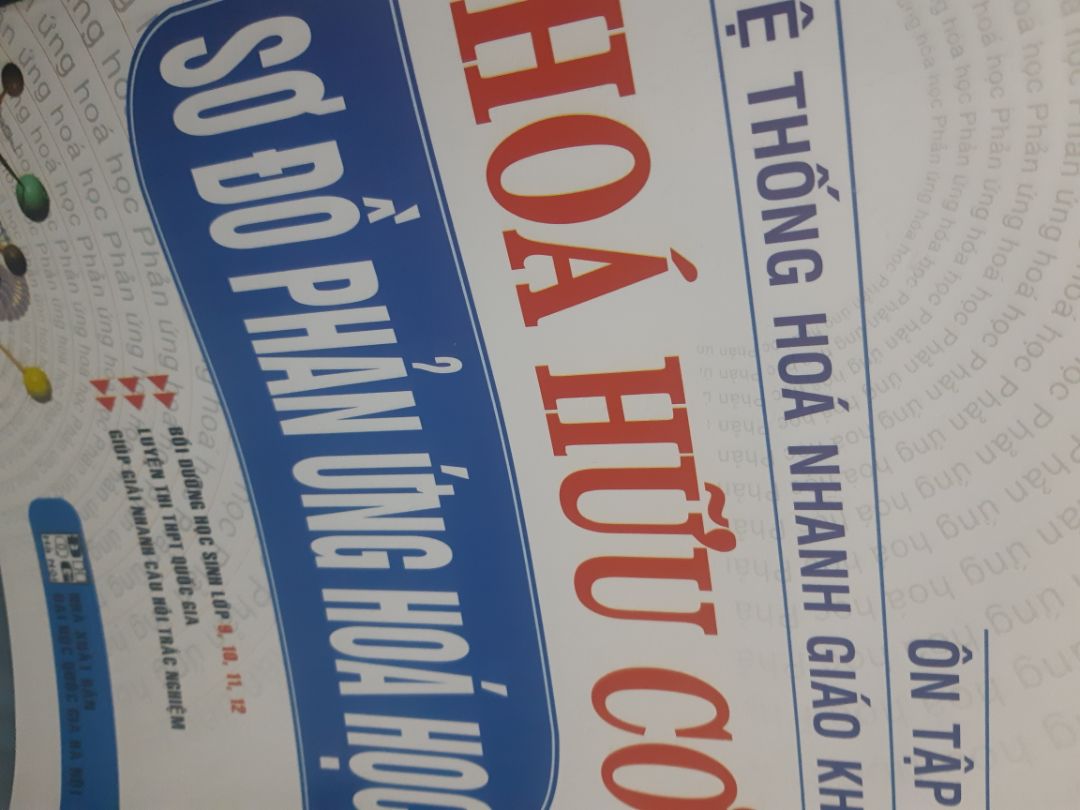 ÔN TẬP
Ệ THỐNG HOÁ NHANH GIÁO KH
HOÁ HỮU CƠ
SƠ ĐỒ PHẢN ỨNG HOÁ HỌC
BỒI DƯỠNG HỌC SINH LỚP 9, 10, 11, 12
LUYỆN THI THPT QUỐC GIA
GIÚP GIẢI NHANH CÂU HỎI TRẮC NGHIỆM
NHÀ XUẤT BẢN
ĐẠI HỌC QUỐC GIA HÀ NỘI